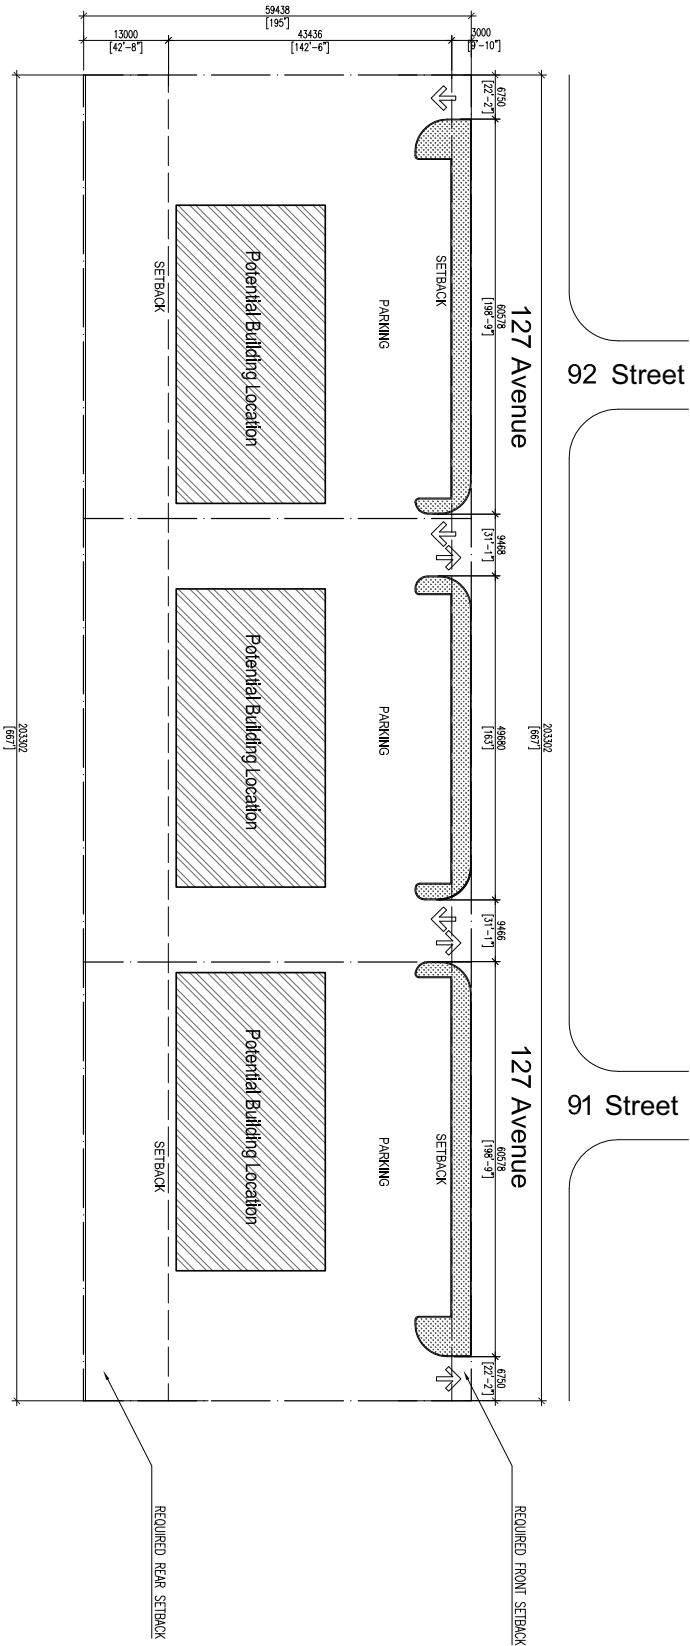 59438
[195']
13000
[42'-8"]
43436
[142'-6"]
3000
[9'-10"]
6750
[22'-2"]
60578
[198'-9"]
9468
[31'-1"]
49680
[163']
9466
[31'-1"]
60578
[198'-9"]
6750
[22'-2"]
203302
[667']
203302
[667']
92 Street
91 Street
127 Avenue
127 Avenue
SETBACK
SETBACK
PARKING
PARKING
PARKING
Potential Building Location
Potential Building Location
Potential Building Location
SETBACK
SETBACK
REQUIRED FRONT SETBACK
REQUIRED REAR SETBACK